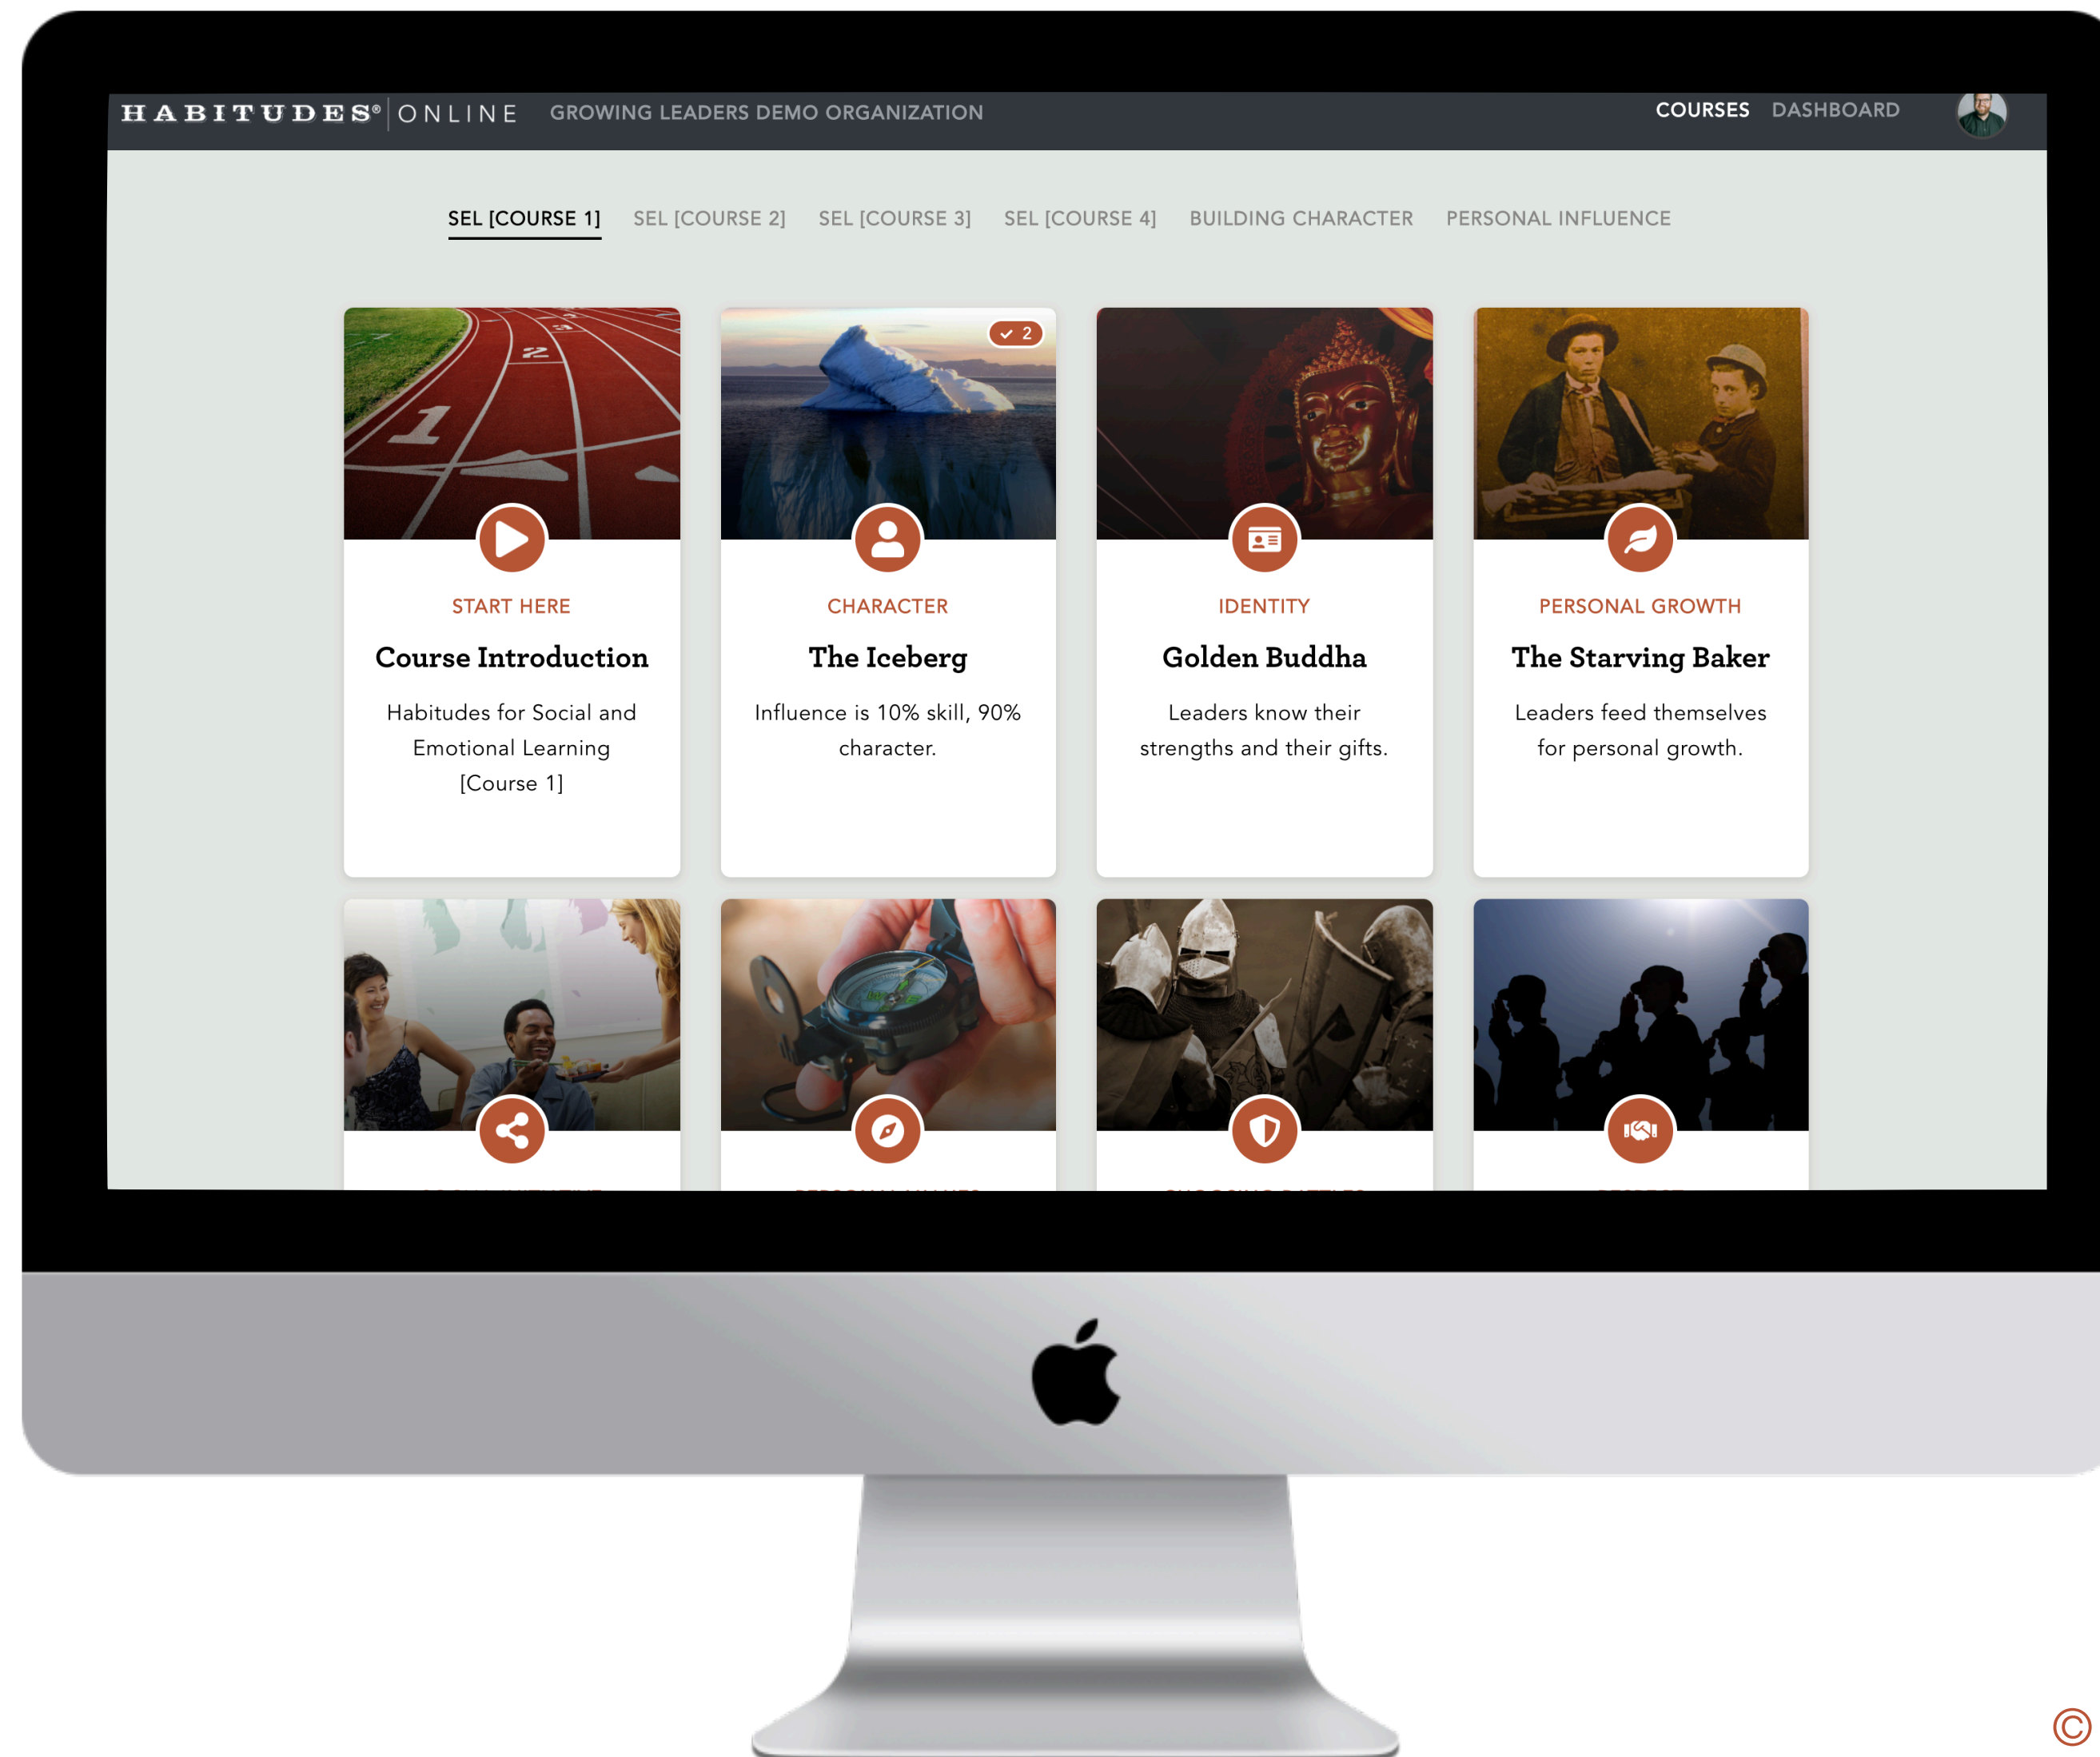 HABITUDES® ONLINE GROWING LEADERS DEMO ORGANIZATION COURSES DASHBOARD
SEL [COURSE 1] SEL [COURSE 2] SEL [COURSE 3] SEL [COURSE 4] BUILDING CHARACTER PERSONAL INFLUENCE
1
2
3
2
START HERE
Course Introduction
Habitudes for Social and
Emotional Learning
[Course 1]
CHARACTER
The Iceberg
Influence is 10% skill, 90%
character.
IDENTITY
Golden Buddha
Leaders know their
strengths and their gifts.
PERSONAL GROWTH
The Starving Baker
Leaders feed themselves
for personal growth.
©